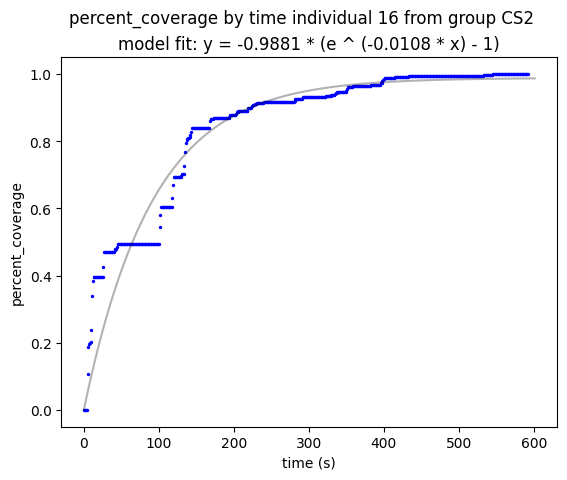 percent_coverage by time individual 16 from group CS2
model fit: y = -0.9881 * (e ^ (-0.0108 * x) - 1)
1.0
0.8
0.6
0.4
0.2
0.0
percent_coverage
0 100 200 300 400 500 600
time (s)